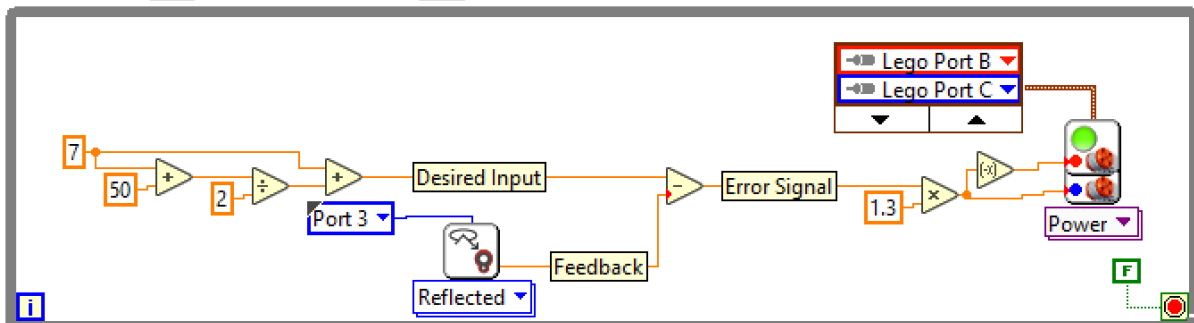 Lego Port B
Lego Port C
7
50
+
2
÷
+
Desired Input
Port 3
Reflected
Feedback
-
Error Signal
1.3
×
(-x)
Power
F
i